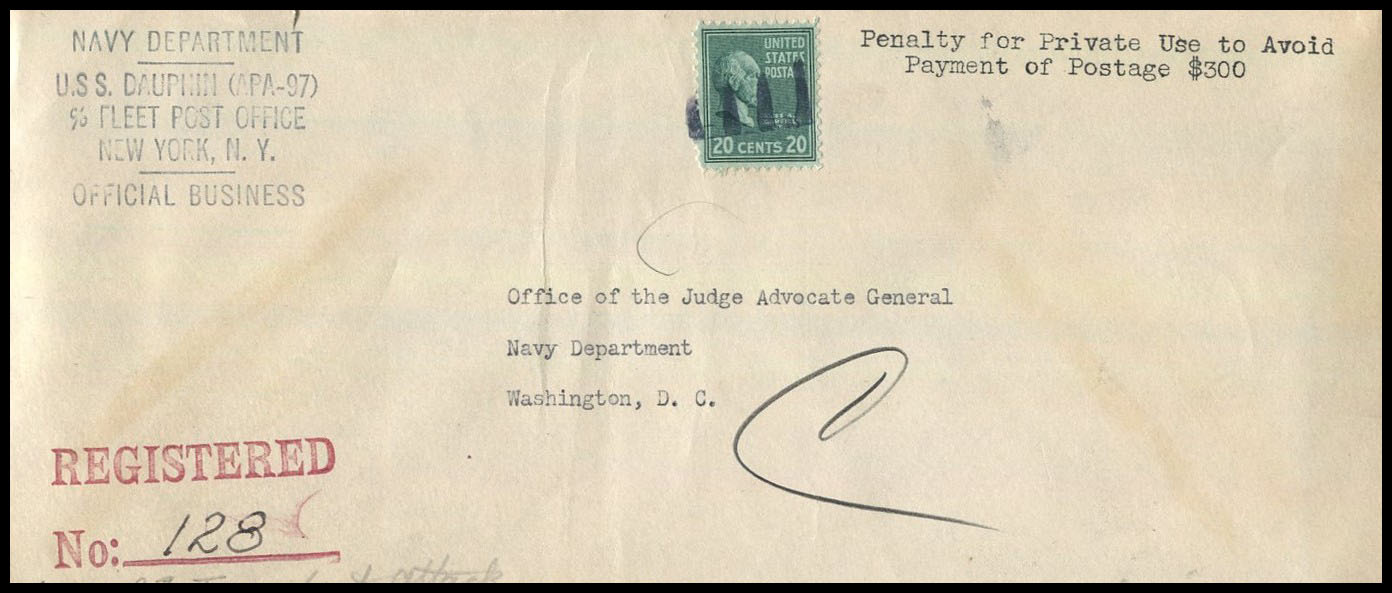 NAVY DEPARTMENT
U.S S. DAUPHIN (APA-97)
% FLEET POST OFFICE
NEW YORK, N. Y.
OFFICIAL BUSINESS
UNITED
STATES
POSTA
20 CENTS 20
Penalty for Private Use to Avoid
Payment of Postage $300
Office of the Judge Advocate General
Navy Department
Washington, D. C.
REGISTERED
No: 128